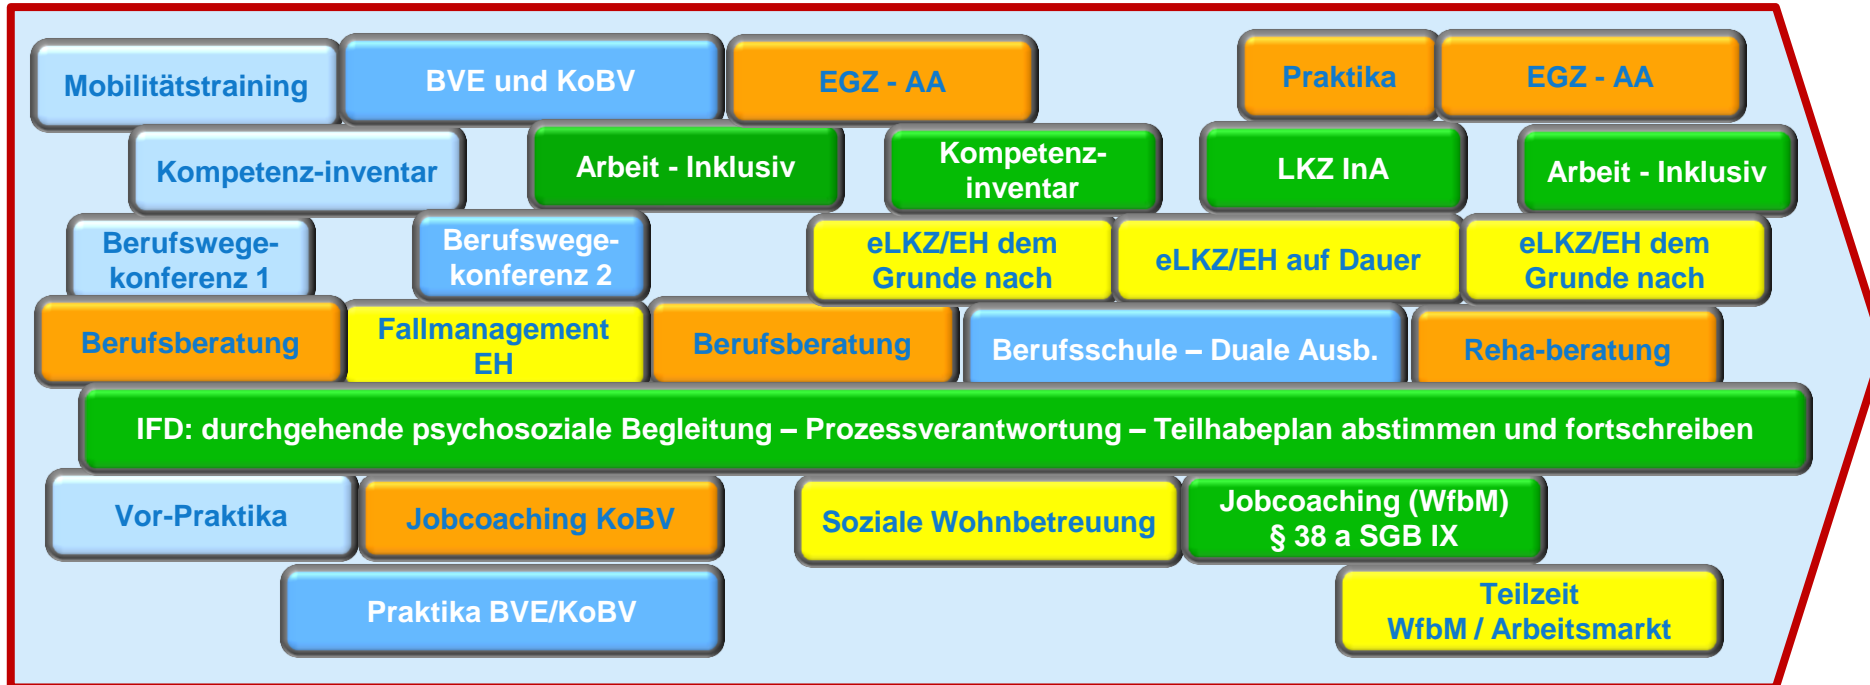 Mobilitätstraining
BVE und KoBV
EGZ - AA
Praktika
EGZ - AA
Kompetenz-inventar
Arbeit - Inklusiv
Kompetenz-
inventar
LKZ InA
Arbeit - Inklusiv
Berufswege-
konferenz 1
Berufswege-
konferenz 2
eLKZ/EH dem
Grunde nach
eLKZ/EH auf Dauer
eLKZ/EH dem
Grunde nach
Berufsberatung
Fallmanagement
EH
Berufsberatung
Berufsschule – Duale Ausb.
Reha-beratung
IFD: durchgehende psychosoziale Begleitung – Prozessverantwortung – Teilhabeplan abstimmen und fortschreiben
Vor-Praktika
Jobcoaching KoBV
Soziale Wohnbetreuung
Jobcoaching (WfbM)
§ 38 a SGB IX
Praktika BVE/KoBV
Teilzeit
WfbM / Arbeitsmarkt